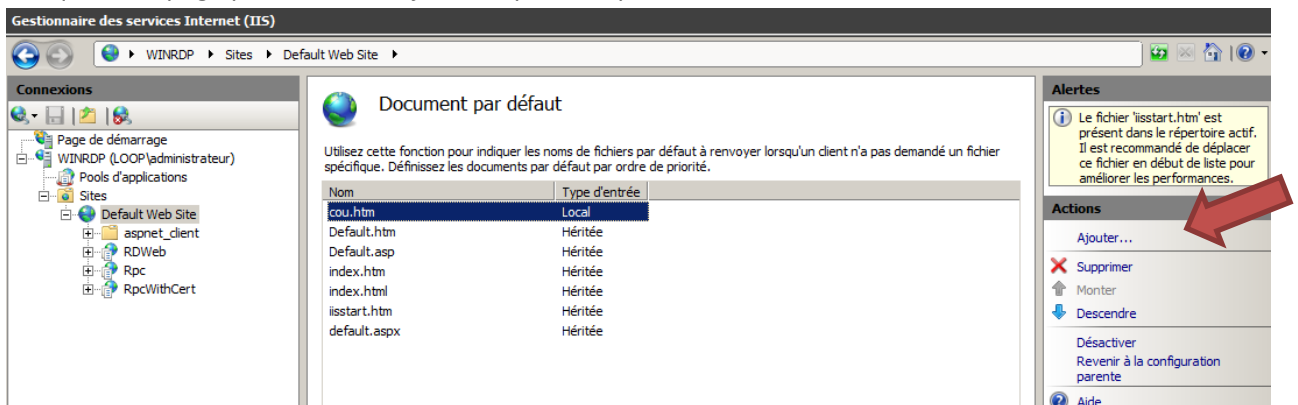 Gestionnaire des services Internet (IIS)
WINRDP Sites Default Web Site
Connexions
Page de démarrage
WINRDP (LOOP\administrateur)
Pools d'applications
Sites
Default Web Site
aspnet_client
RDWeb
Rpc
RpcWithCert
Document par défaut
Utilisez cette fonction pour indiquer les noms de fichiers par défaut à renvoyer lorsqu'un client n'a pas demandé un fichier
spécifique. Définissez les documents par défaut par ordre de priorité.
Nom Type d'entrée
cou.htm Local
Default.htm Héritée
Default.asp Héritée
index.htm Héritée
index.html Héritée
iisstart.htm Héritée
default.aspx Héritée
Alertes
Le fichier 'iisstart.htm' est
présent dans le répertoire actif.
Il est recommandé de déplacer
ce fichier en début de liste pour
améliorer les performances.
Actions
Ajouter...
Supprimer
Monter
Descendre
Désactiver
Revenir à la configuration
parente
Aide